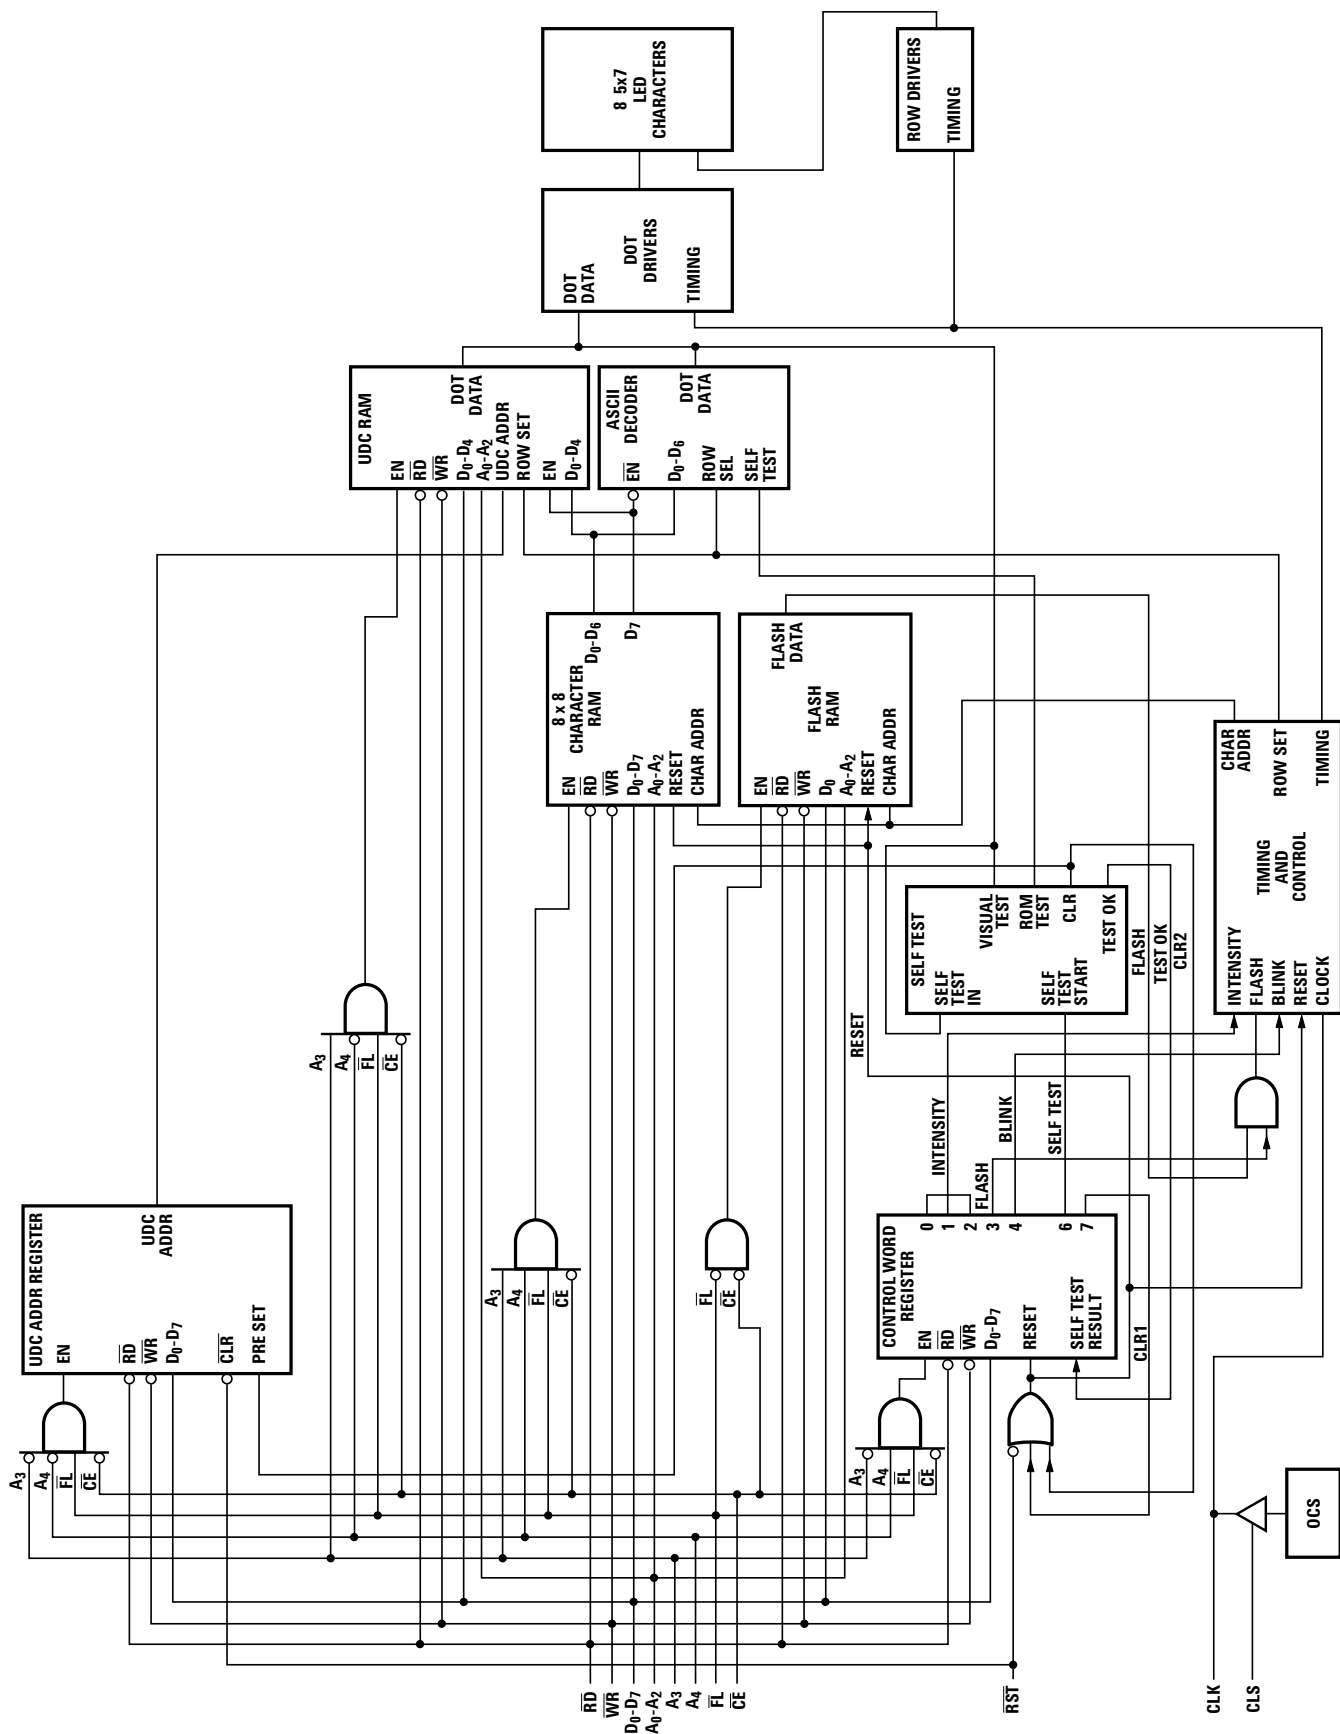 UDC ADDR REGISTER
EN
RD
WR
D0-D7
CLR
PRE SET
UDC
ADDR
A3
A4
FL
CE
A3
A4
FL
CE
UDC RAM
EN
RD
WR
D0-D4
A0-A2
UDC ADDR
ROW SET
EN
D0-D4
DOT
DATA
8 x 8
CHARACTER
RAM
EN
RD
WR
D0-D7
A0-A2
RESET
CHAR ADDR
D0-D6
D7
A3
A4
FL
CE
ASCII
DECODER
EN
D0-D6
ROW
SEL
SELF
TEST
DOT
DATA
DOT
DATA
DOT
DRIVERS
TIMING
8 5x7
LED
CHARACTERS
ROW DRIVERS
TIMING
FLASH
RAM
EN
RD
WR
D0
A0-A2
RESET
CHAR ADDR
FLASH
DATA
FL
CE
RESET
SELF TEST
SELF
TEST
IN
SELF
TEST
START
VISUAL
TEST
ROM
TEST
CLR
TEST OK
FLASH
TEST OK
CLR2
INTENSITY
FLASH
BLINK
SELF TEST
CONTROL WORD
REGISTER
EN
RD
WR
D0-D7
RESET
SELF TEST
RESULT
0
1
2
3
4
6
7
CLR1
A3
A4
FL
CE
TIMING
AND
CONTROL
INTENSITY
FLASH
BLINK
RESET
CLOCK
CHAR
ADDR
ROW SET
TIMING
OCS
RD
WR
D0-D7
A0-A2
A3
A4
FL
CE
RST
CLK
CLS